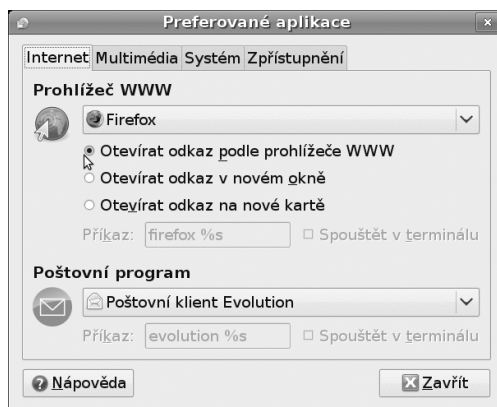 Preferované aplikace
Internet Multimédia Systém Zpřístupnění
Prohlížeč WWW
Firefox
Otevírat odkaz podle prohlížeče WWW
Otevírat odkaz v novém okně
Otevírat odkaz na nové kartě
Příkaz: firefox %s Spouštět v terminálu
Poštovní program
Poštovní klient Evolution
Příkaz: evolution %s Spouštět v terminálu
Nápověda Zavřít